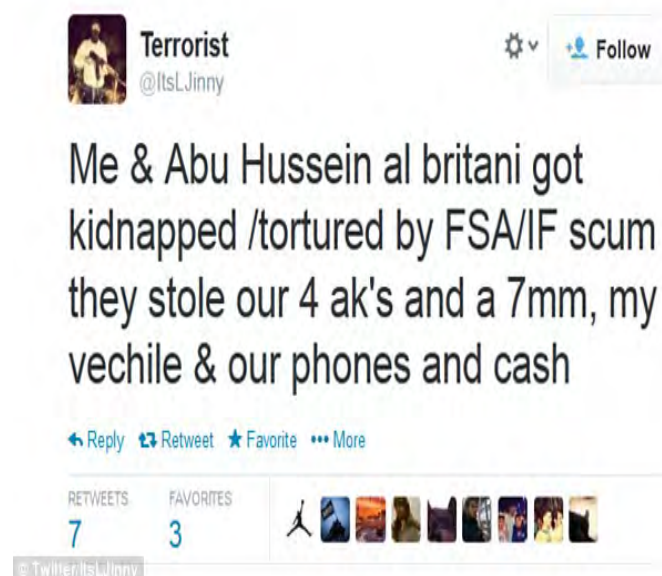 Terrorist
@ItsLJinny
Follow
Me & Abu Hussein al britani got
kidnapped /tortured by FSA/IF scum
they stole our 4 ak's and a 7mm, my
vechile & our phones and cash
Reply Retweet Favorite More
RETWEETS FAVORITES
7 3
© Twitter/ItsLJinny